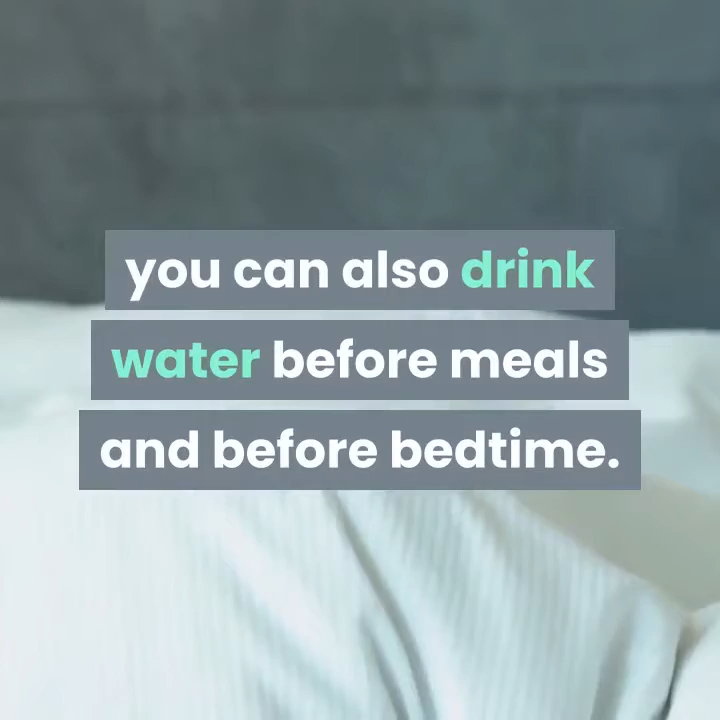 you can also drink
water before meals
and before bedtime.